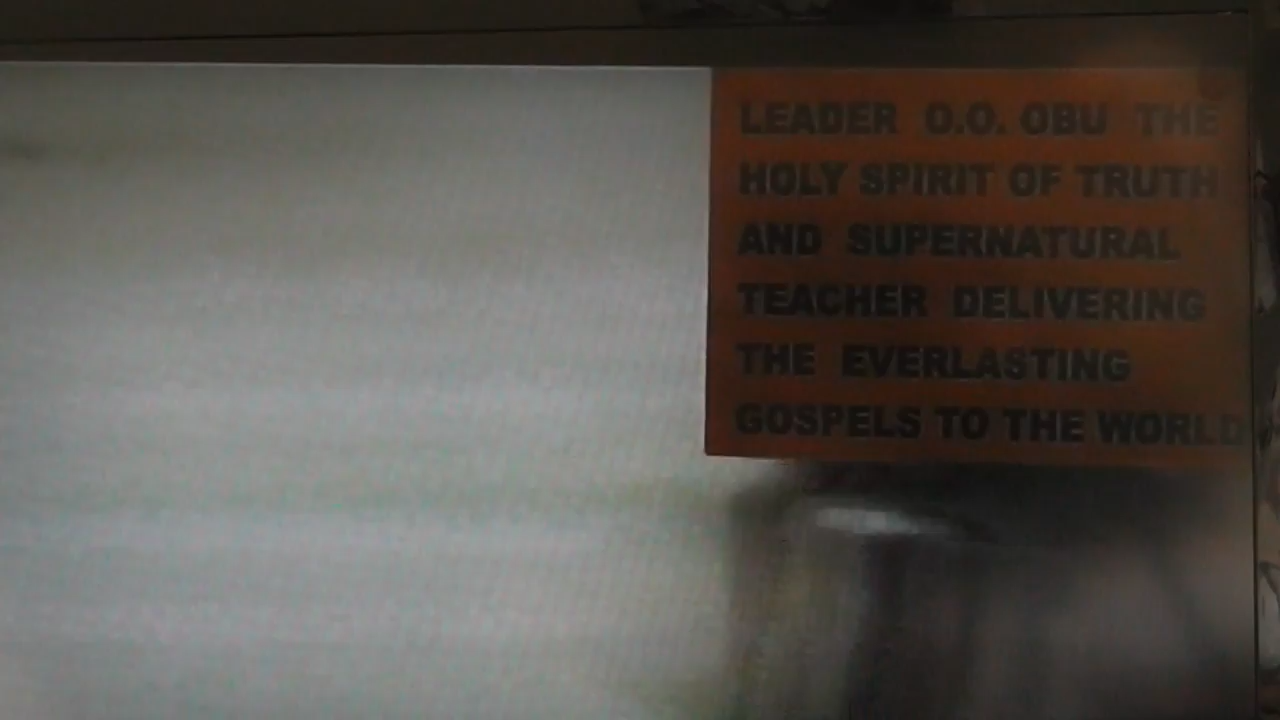 LEADER O.O. OBU THE
HOLY SPIRIT OF TRUTH
AND SUPERNATURAL
TEACHER DELIVERING
THE EVERLASTING
GOSPELS TO THE WORLD